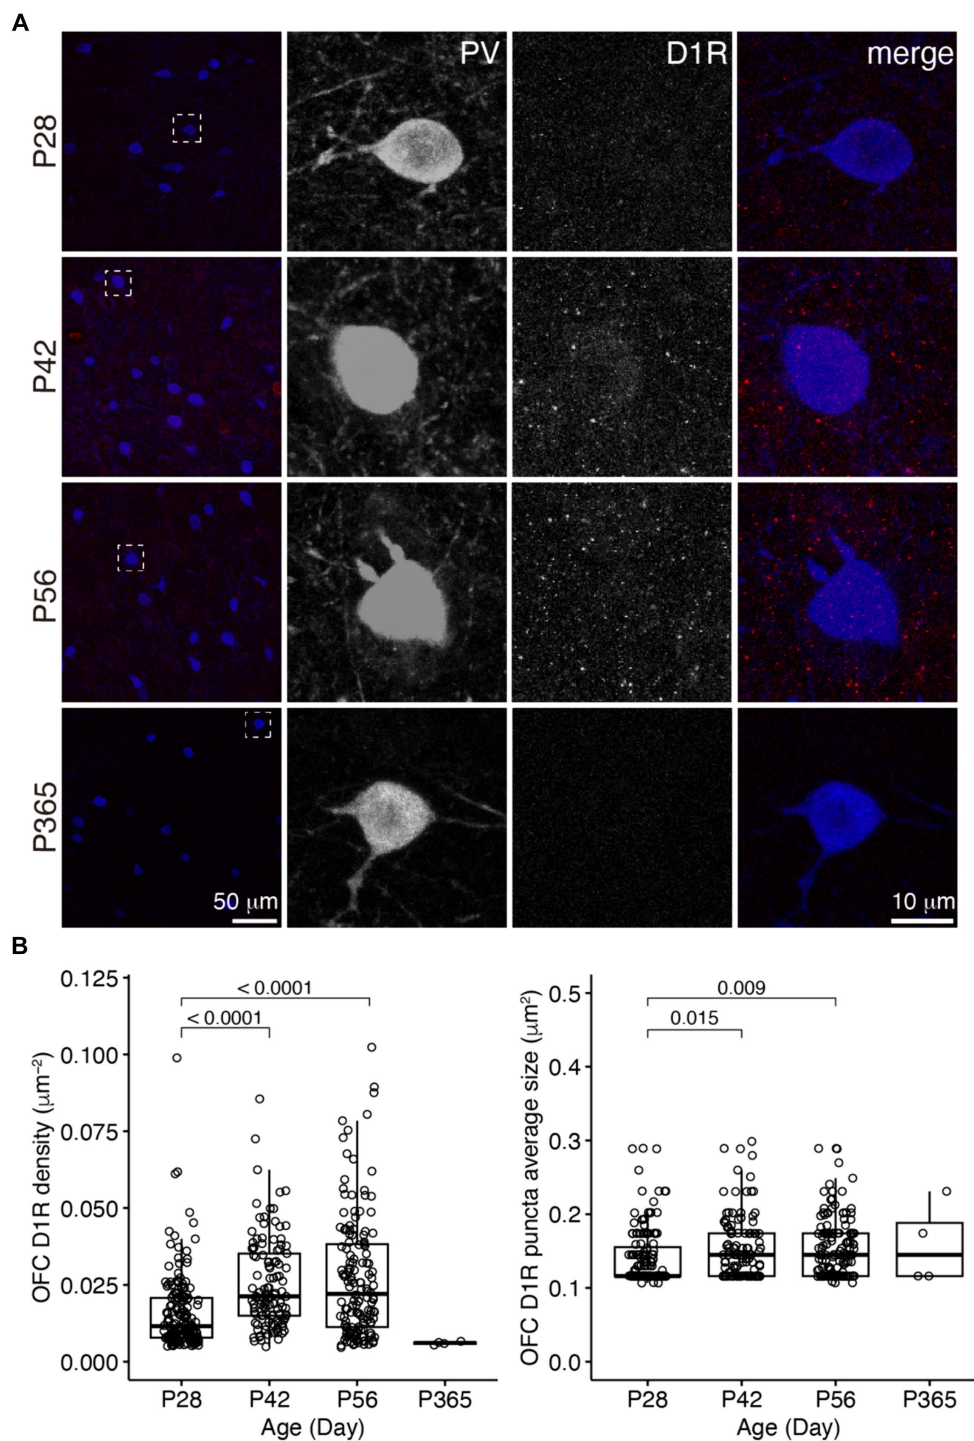 A
PV
D1R
merge
P28
P42
P56
P365
50 μm
10 μm
B
OFC D1R density (μm⁻²)
0.125
0.100
0.075
0.050
0.025
0.000
< 0.0001
< 0.0001
P28 P42 P56 P365
Age (Day)
OFC D1R puncta average size (μm²)
0.5
0.4
0.3
0.2
0.1
0.0
0.009
0.015
P28 P42 P56 P365
Age (Day)